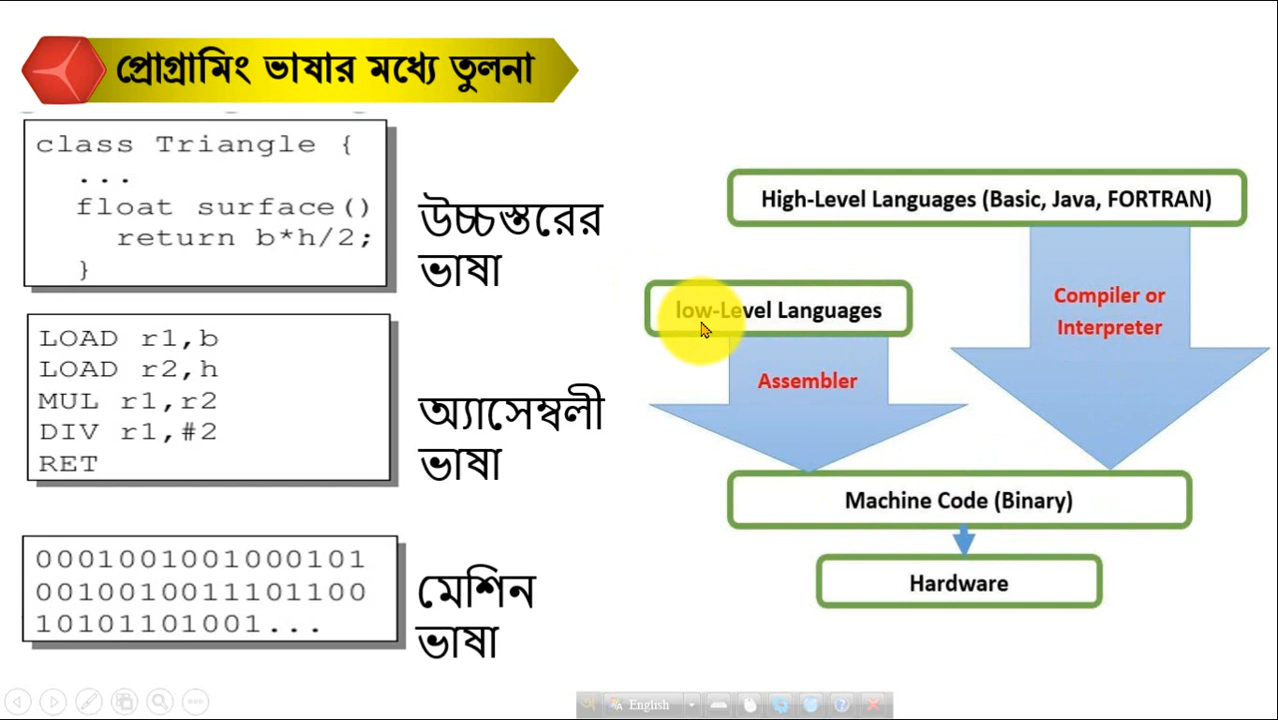 প্রোগ্রামিং ভাষার মধ্যে তুলনা
class Triangle {
...
float surface()
return b*h/2;
}
উচ্চস্তরের
ভাষা
LOAD r1,b
LOAD r2,h
MUL r1,r2
DIV r1,#2
RET
অ্যাসেম্বলী
ভাষা
0001001001000101
0010010011101100
10101101001...
মেশিন
ভাষা
High-Level Languages (Basic, Java, FORTRAN)
Compiler or
Interpreter
low-Level Languages
Assembler
Machine Code (Binary)
Hardware
English